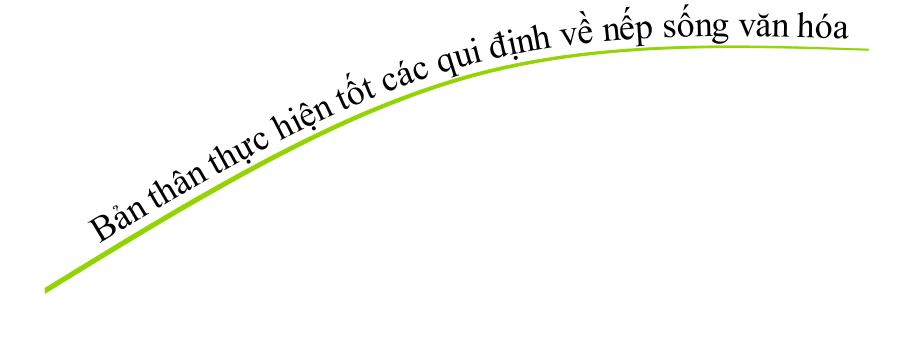 Bản thân thực hiện tốt các qui định về nếp sống văn hóa